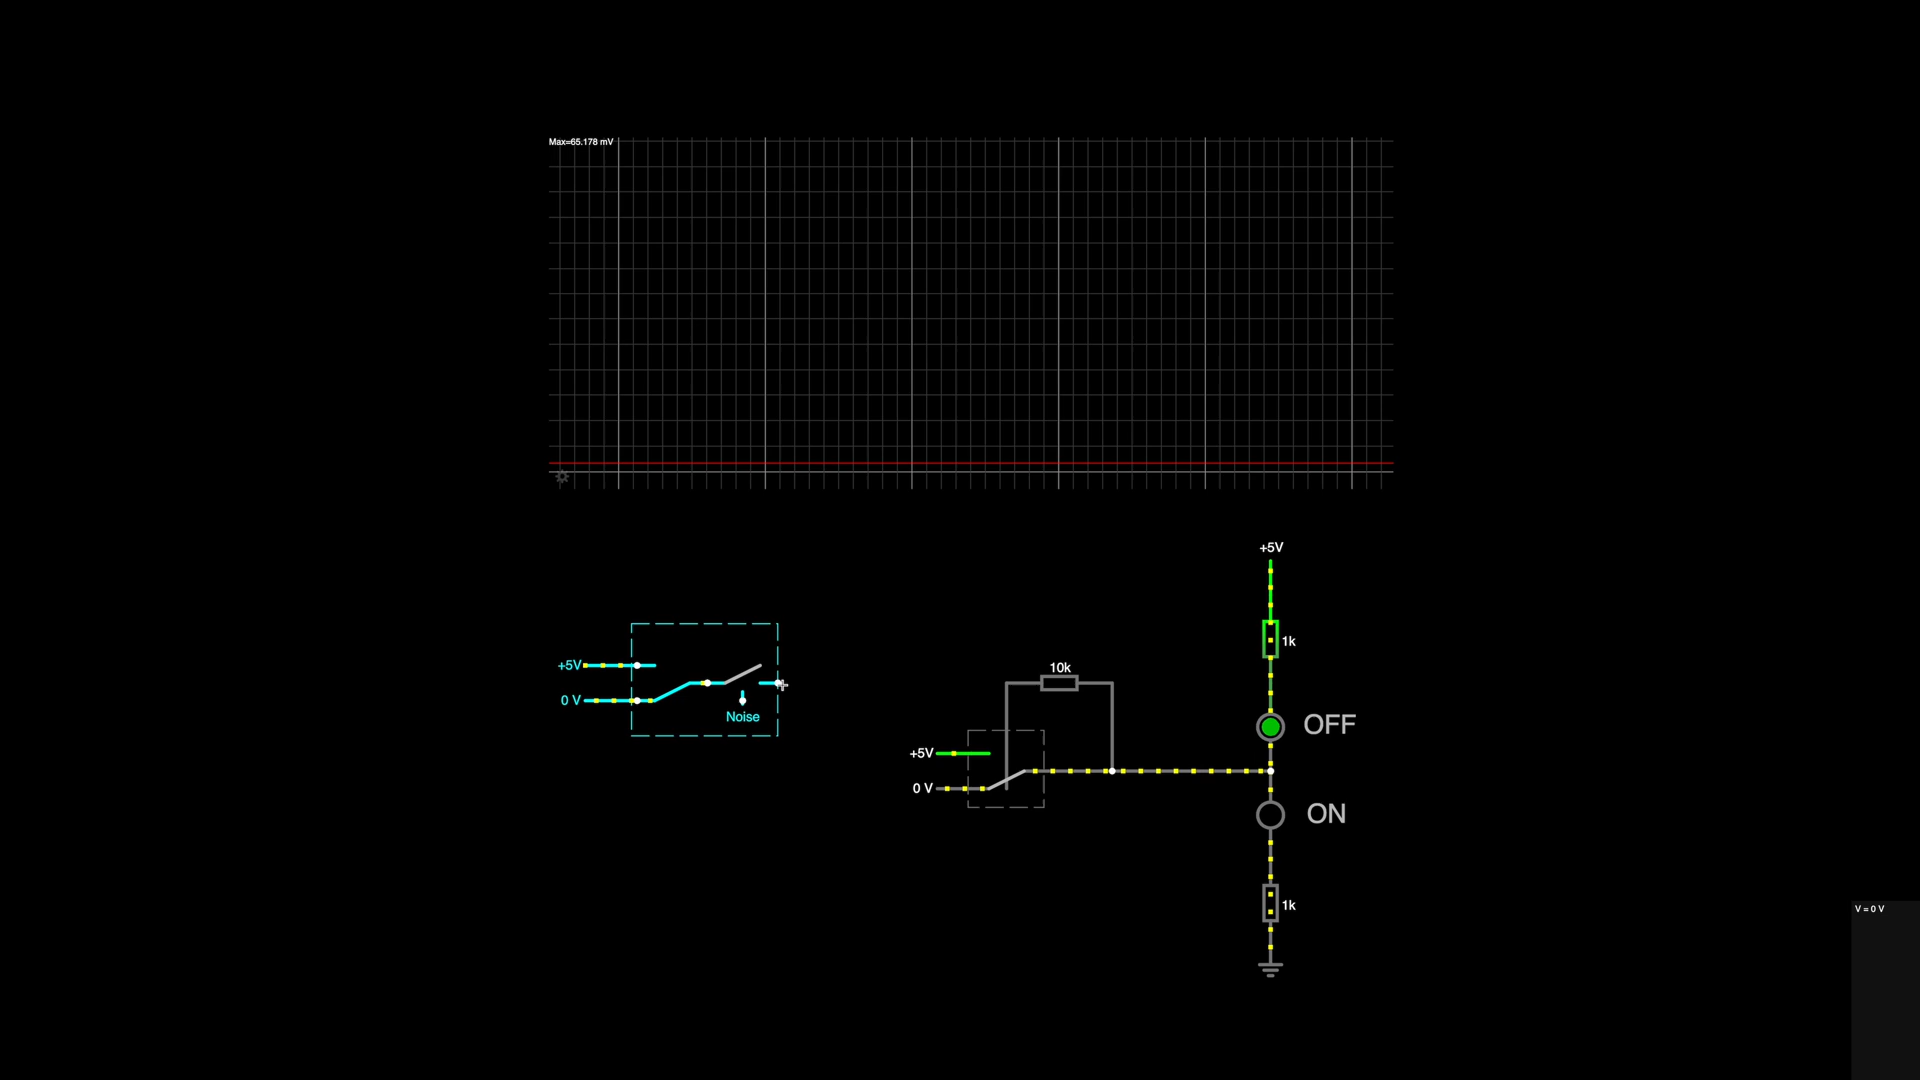 Max=65.178 mV
+5V
1k
+5V
0 V
Noise
10k
OFF
+5V
0 V
ON
1k
V = 0 V